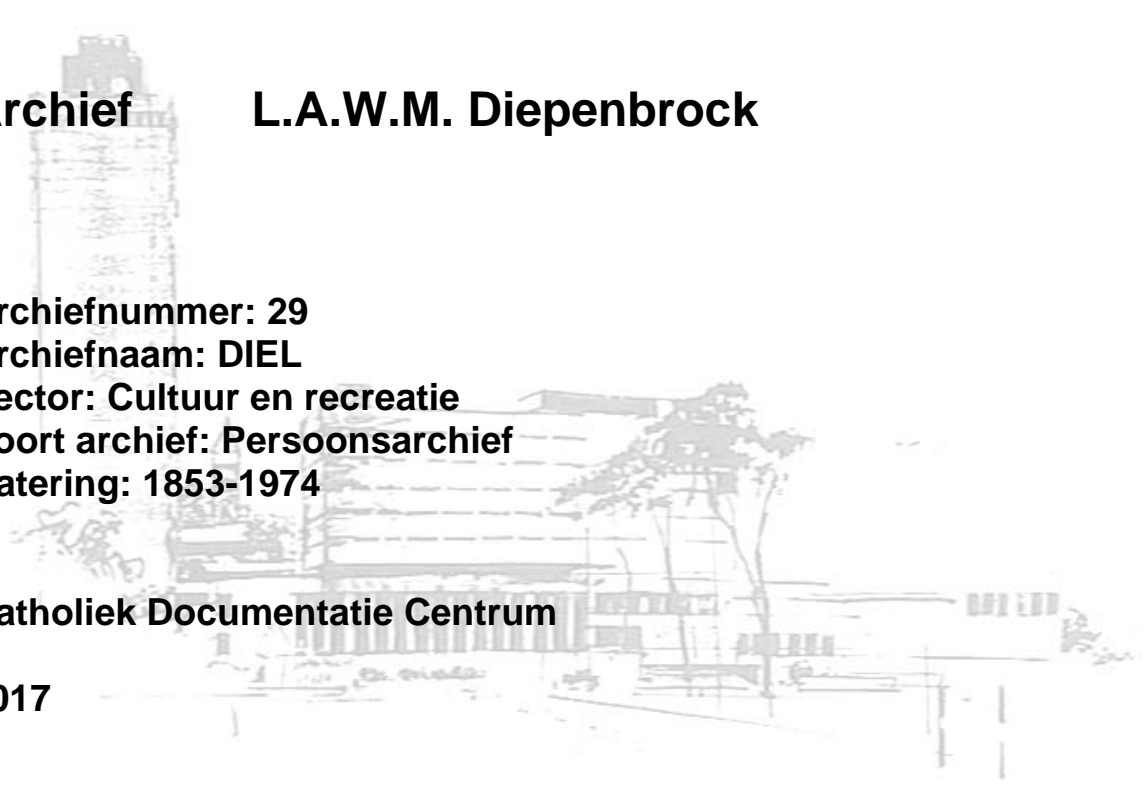 rchief L.A.W.M. Diepenbrock
rchiefnummer: 29
rchiefnaam: DIEL
ector: Cultuur en recreatie
oort archief: Persoonsarchief
atering: 1853-1974
atholiek Documentatie Centrum
017